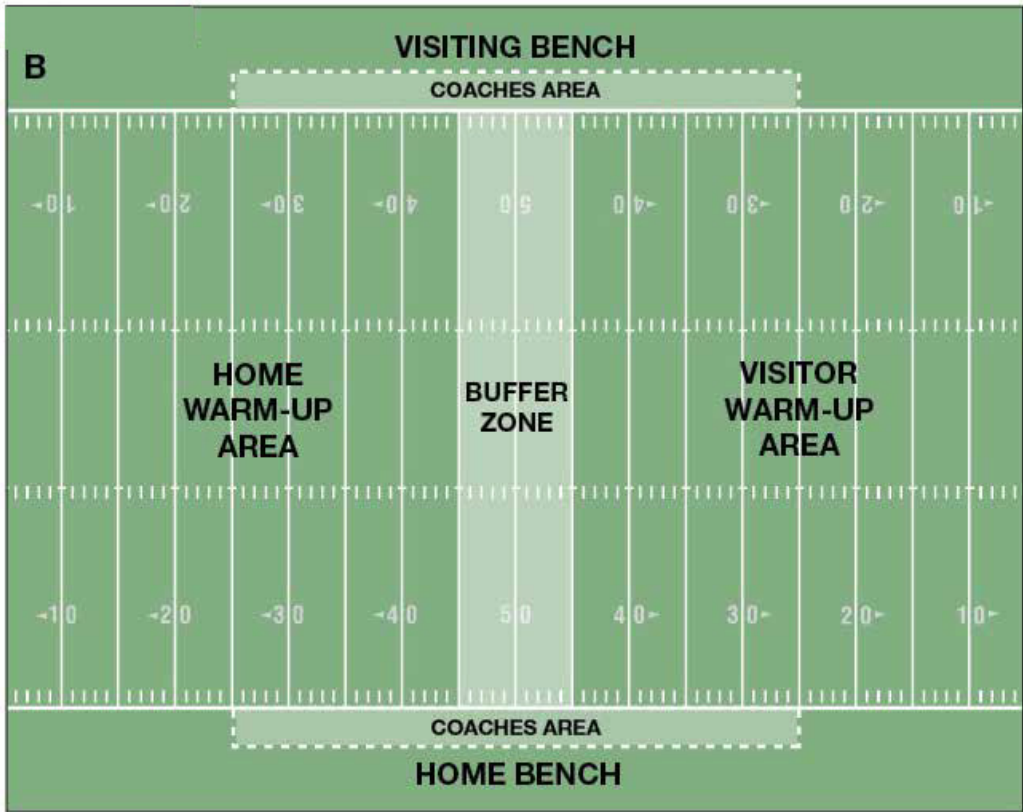 B
VISITING BENCH
COACHES AREA
10 20 30 40 50 40 30 20 10
HOME
WARM-UP
AREA
BUFFER
ZONE
VISITOR
WARM-UP
AREA
10 20 30 40 50 40 30 20 10
COACHES AREA
HOME BENCH